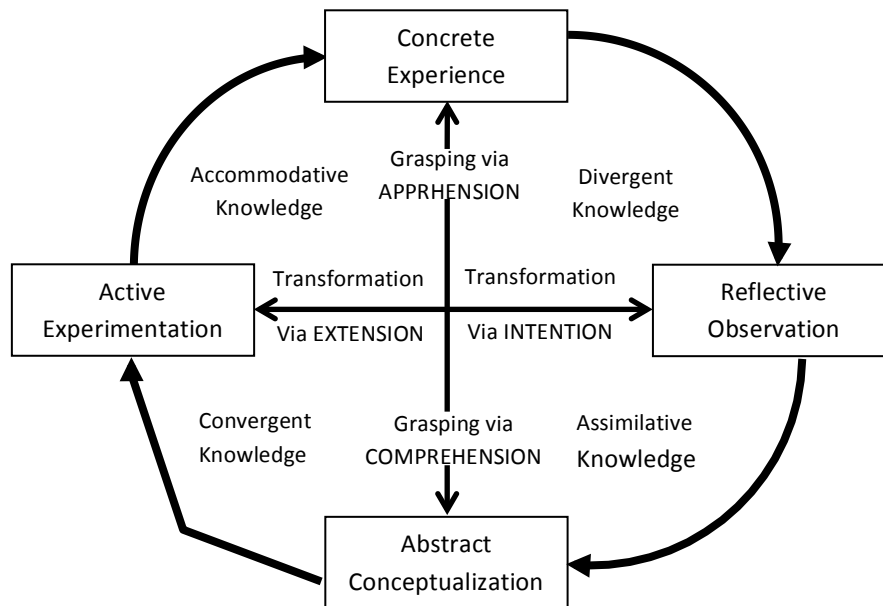 Concrete
Experience
Grasping via
APPRHENSION
Accommodative
Knowledge
Divergent
Knowledge
Active
Experimentation
Transformation
Via EXTENSION
Transformation
Via INTENTION
Reflective
Observation
Convergent
Knowledge
Grasping via
COMPREHENSION
Assimilative
Knowledge
Abstract
Conceptualization